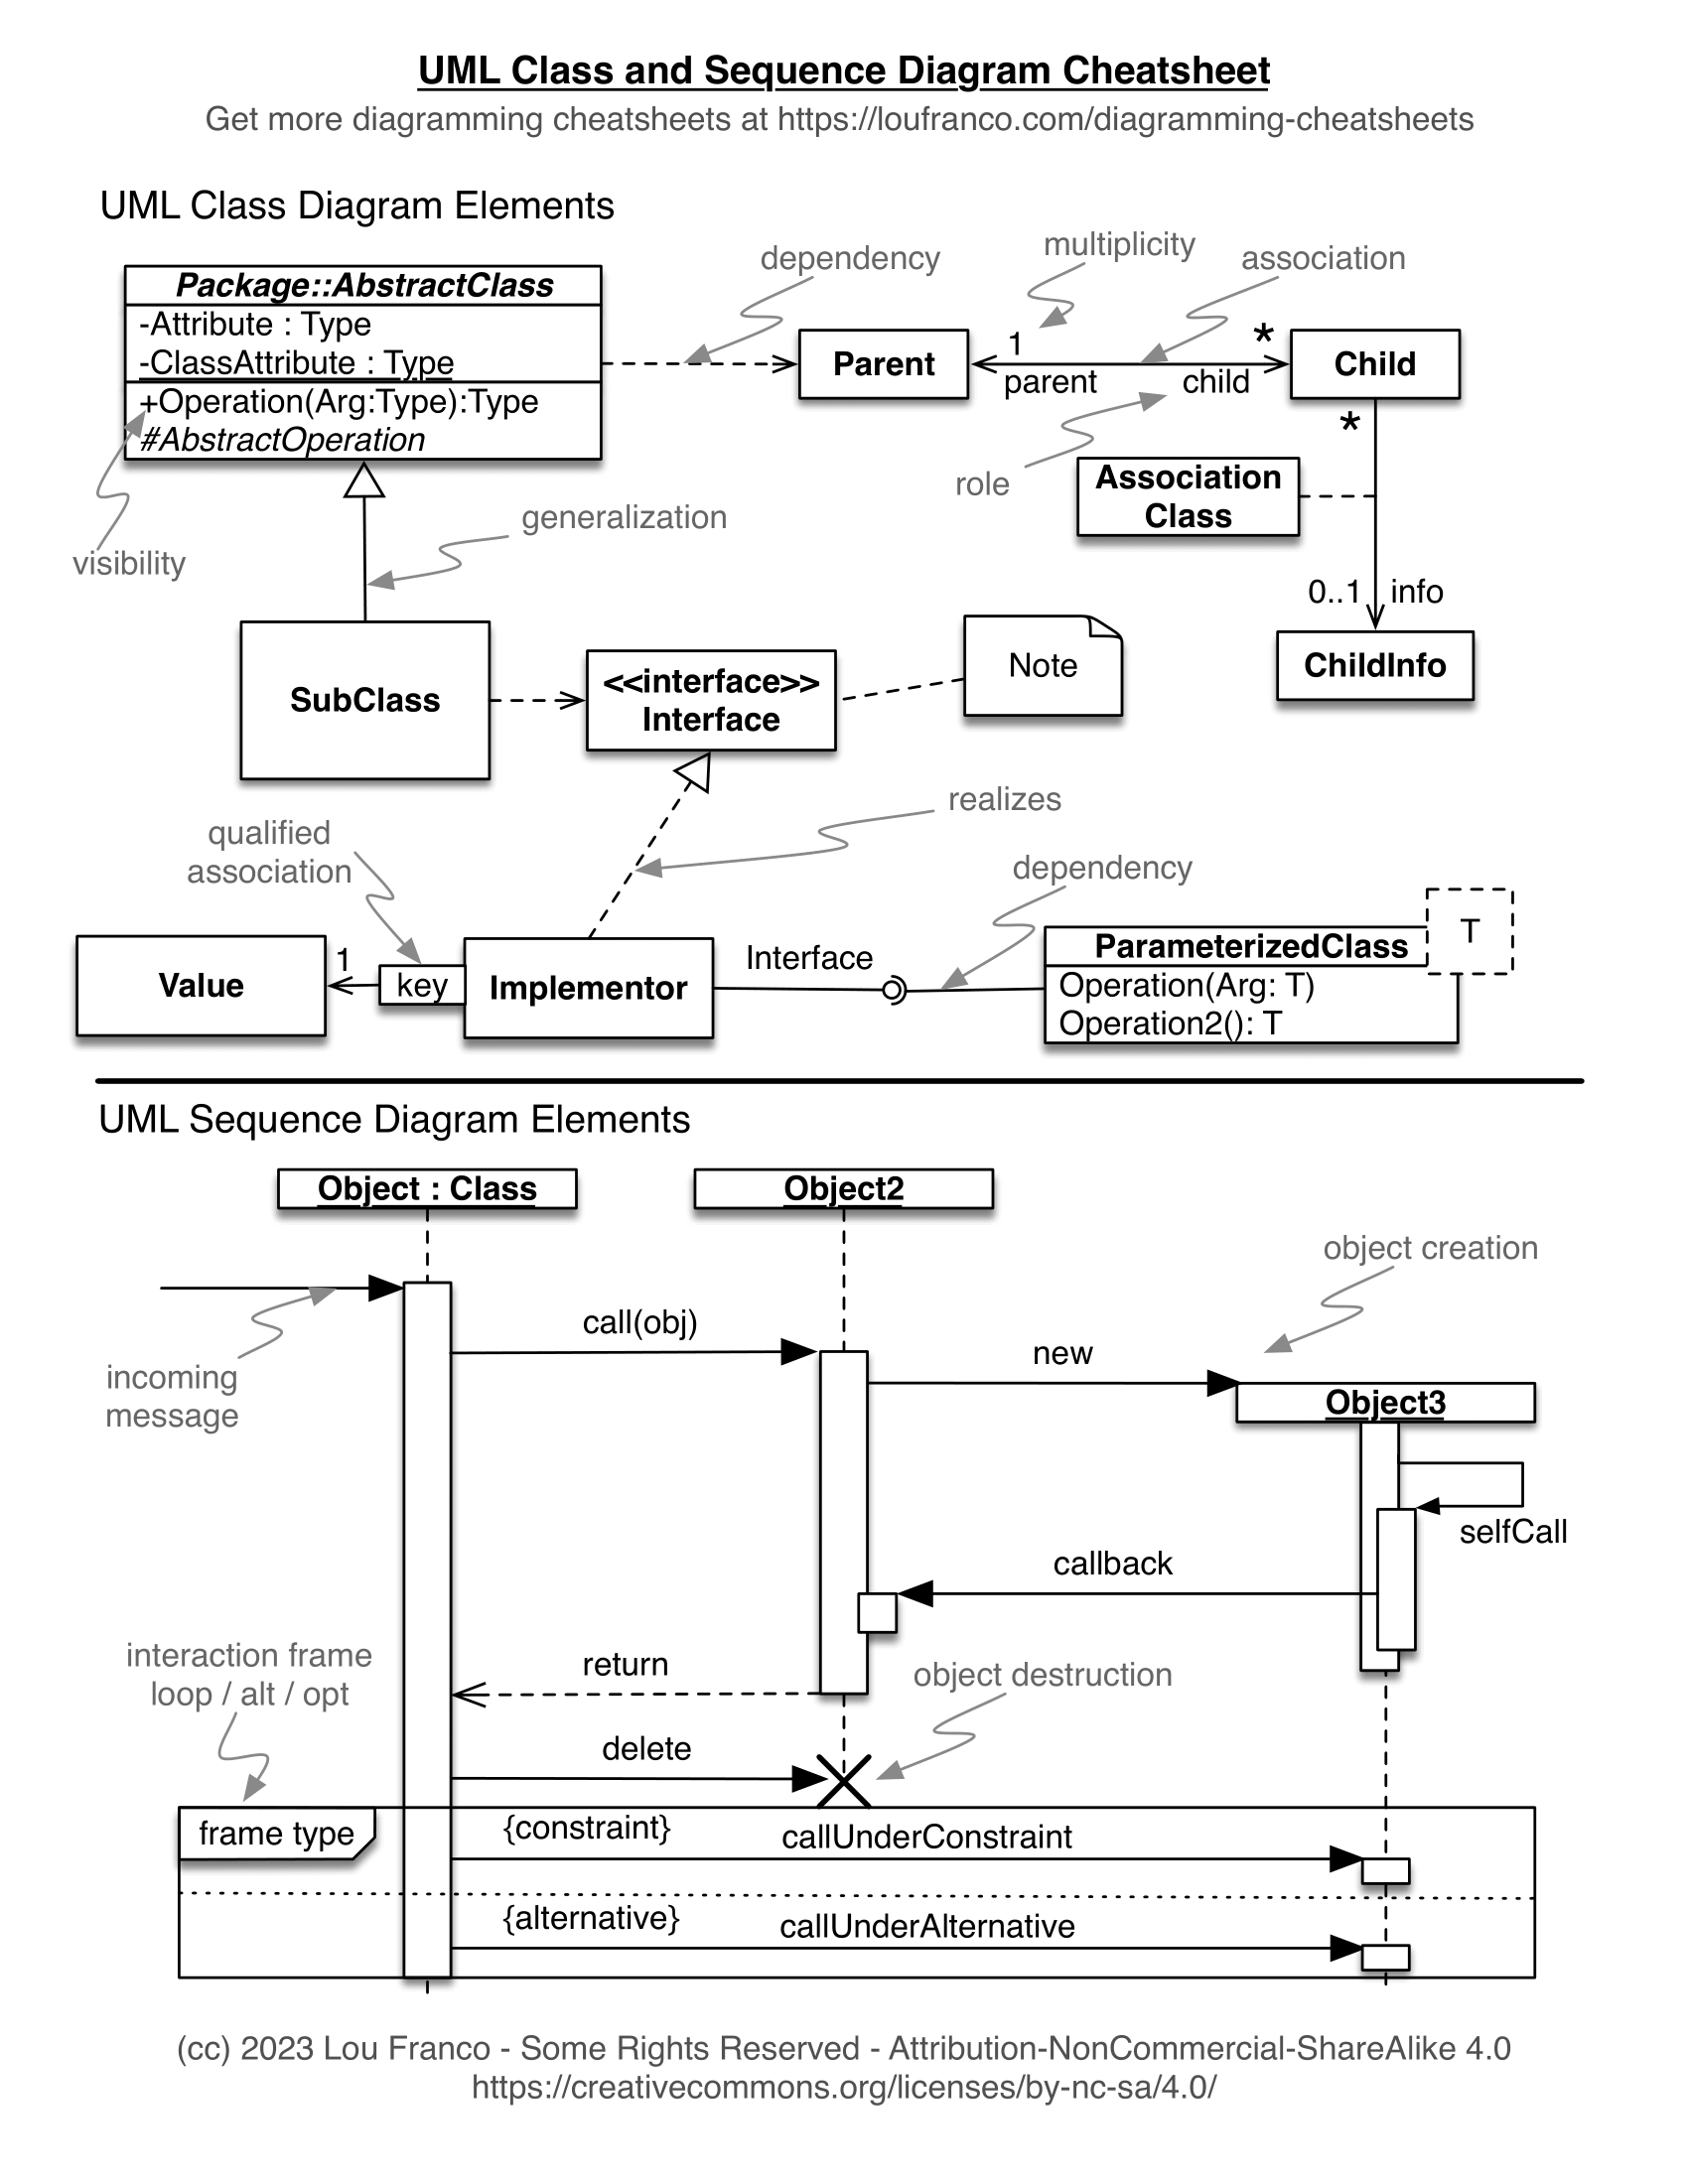 UML Class and Sequence Diagram Cheatsheet
Get more diagramming cheatsheets at https://loufranco.com/diagramming-cheatsheets
UML Class Diagram Elements
dependency
multiplicity
association
Package::AbstractClass
-Attribute : Type
-ClassAttribute : Type
+Operation(Arg:Type):Type
#AbstractOperation
Parent
1
*
parent
child
Child
*
role
Association
Class
visibility
generalization
0..1
info
SubClass
<<interface>>
Interface
Note
ChildInfo
realizes
qualified
association
dependency
Value
1
key
Implementor
Interface
ParameterizedClass
T
Operation(Arg: T)
Operation2(): T
UML Sequence Diagram Elements
Object : Class
Object2
object creation
call(obj)
new
incoming
message
Object3
selfCall
callback
interaction frame
loop / alt / opt
return
object destruction
delete
frame type
{constraint}
callUnderConstraint
{alternative}
callUnderAlternative
(cc) 2023 Lou Franco - Some Rights Reserved - Attribution-NonCommercial-ShareAlike 4.0
https://creativecommons.org/licenses/by-nc-sa/4.0/